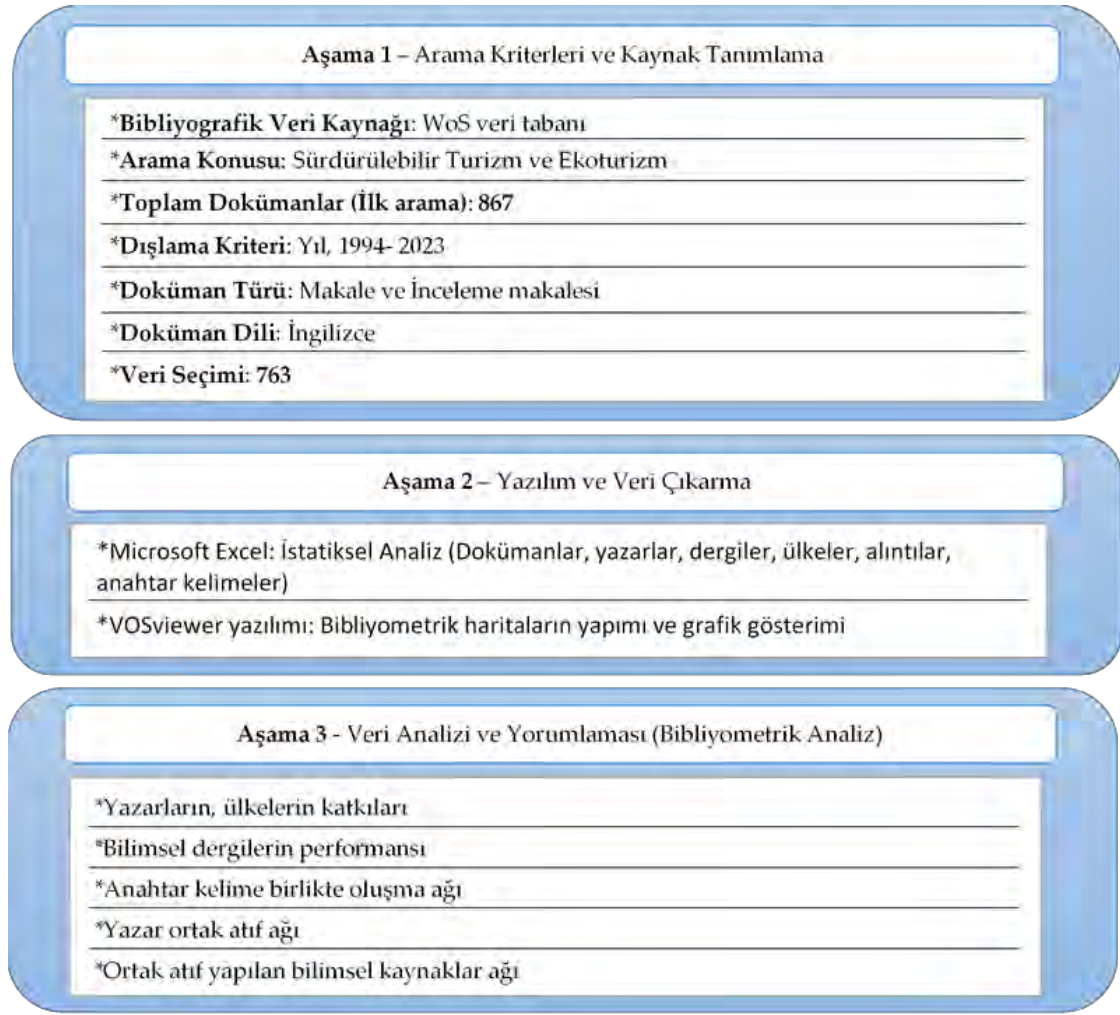 Aşama 1 – Arama Kriterleri ve Kaynak Tanımlama
*Bibliyografik Veri Kaynağı: WoS veri tabanı
*Arama Konusu: Sürdürülebilir Turizm ve Ekoturizm
*Toplam Dokümanlar (İlk arama): 867
*Dışlama Kriteri: Yıl, 1994- 2023
*Doküman Türü: Makale ve İnceleme makalesi
*Doküman Dili: İngilizce
*Veri Seçimi: 763
Aşama 2 – Yazılım ve Veri Çıkarma
*Microsoft Excel: İstatiksel Analiz (Dokümanlar, yazarlar, dergiler, ülkeler, alıntılar,
anahtar kelimeler)
*VOSviewer yazılımı: Bibliyometrik haritaların yapımı ve grafik gösterimi
Aşama 3 - Veri Analizi ve Yorumlaması (Bibliyometrik Analiz)
*Yazarların, ülkelerin katkıları
*Bilimsel dergilerin performansı
*Anahtar kelime birlikte oluşma ağı
*Yazar ortak atıf ağı
*Ortak atıf yapılan bilimsel kaynaklar ağı